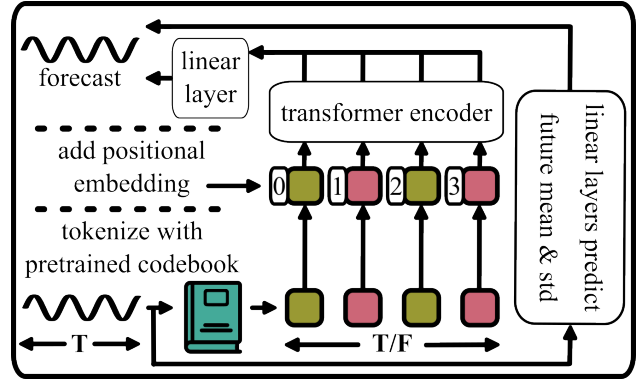 forecast
linear
layer
transformer encoder
add positional
embedding
0 1 2 3
tokenize with
pretrained codebook
T
T/F
linear layers predict
future mean & std